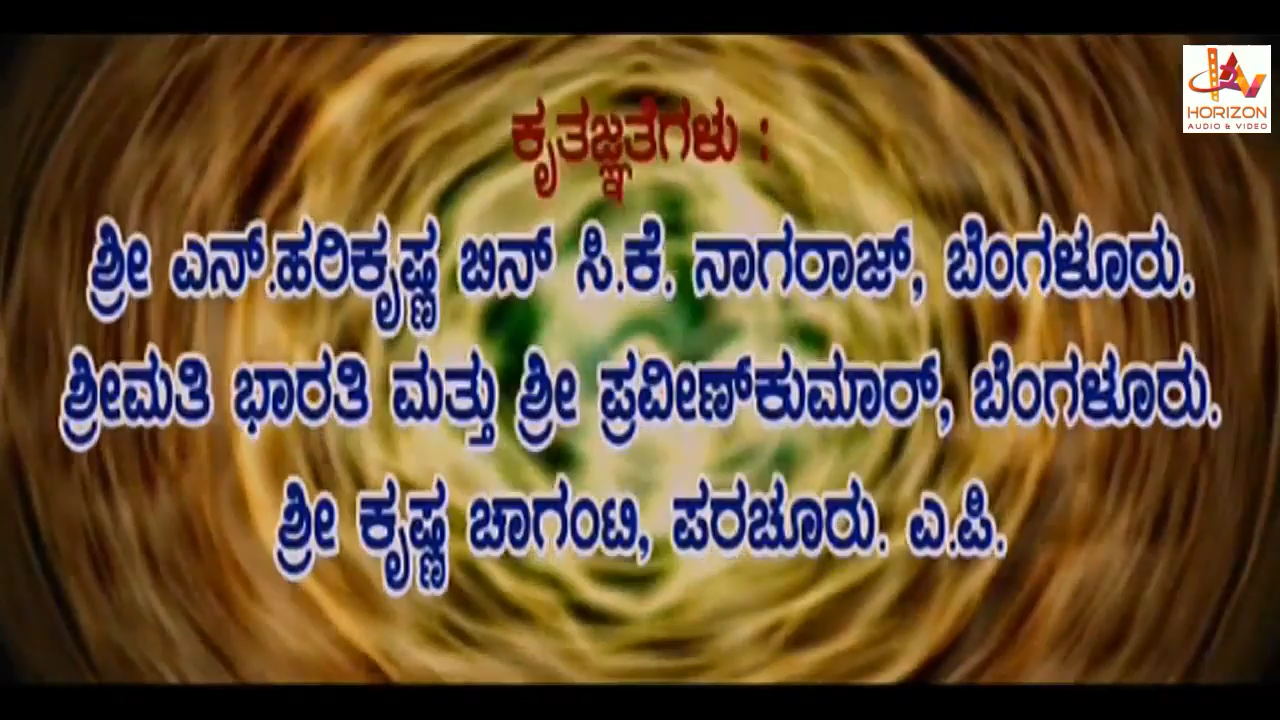 HORIZON
AUDIO & VIDEO
ಕೃತಜ್ಞತೆಗಳು :
ಶ್ರೀ ಎನ್.ಹರಿಕೃಷ್ಣ ಬಿನ್ ಸಿ.ಕೆ. ನಾಗರಾಜ್, ಬೆಂಗಳೂರು.
ಶ್ರೀಮತಿ ಭಾರತಿ ಮತ್ತು ಶ್ರೀ ಪ್ರವೀಣ್‌ಕುಮಾರ್, ಬೆಂಗಳೂರು.
ಶ್ರೀ ಕೃಷ್ಣ ಚಾಗಂಟಿ, ಪರಚೂರು. ಎ.ಪಿ.